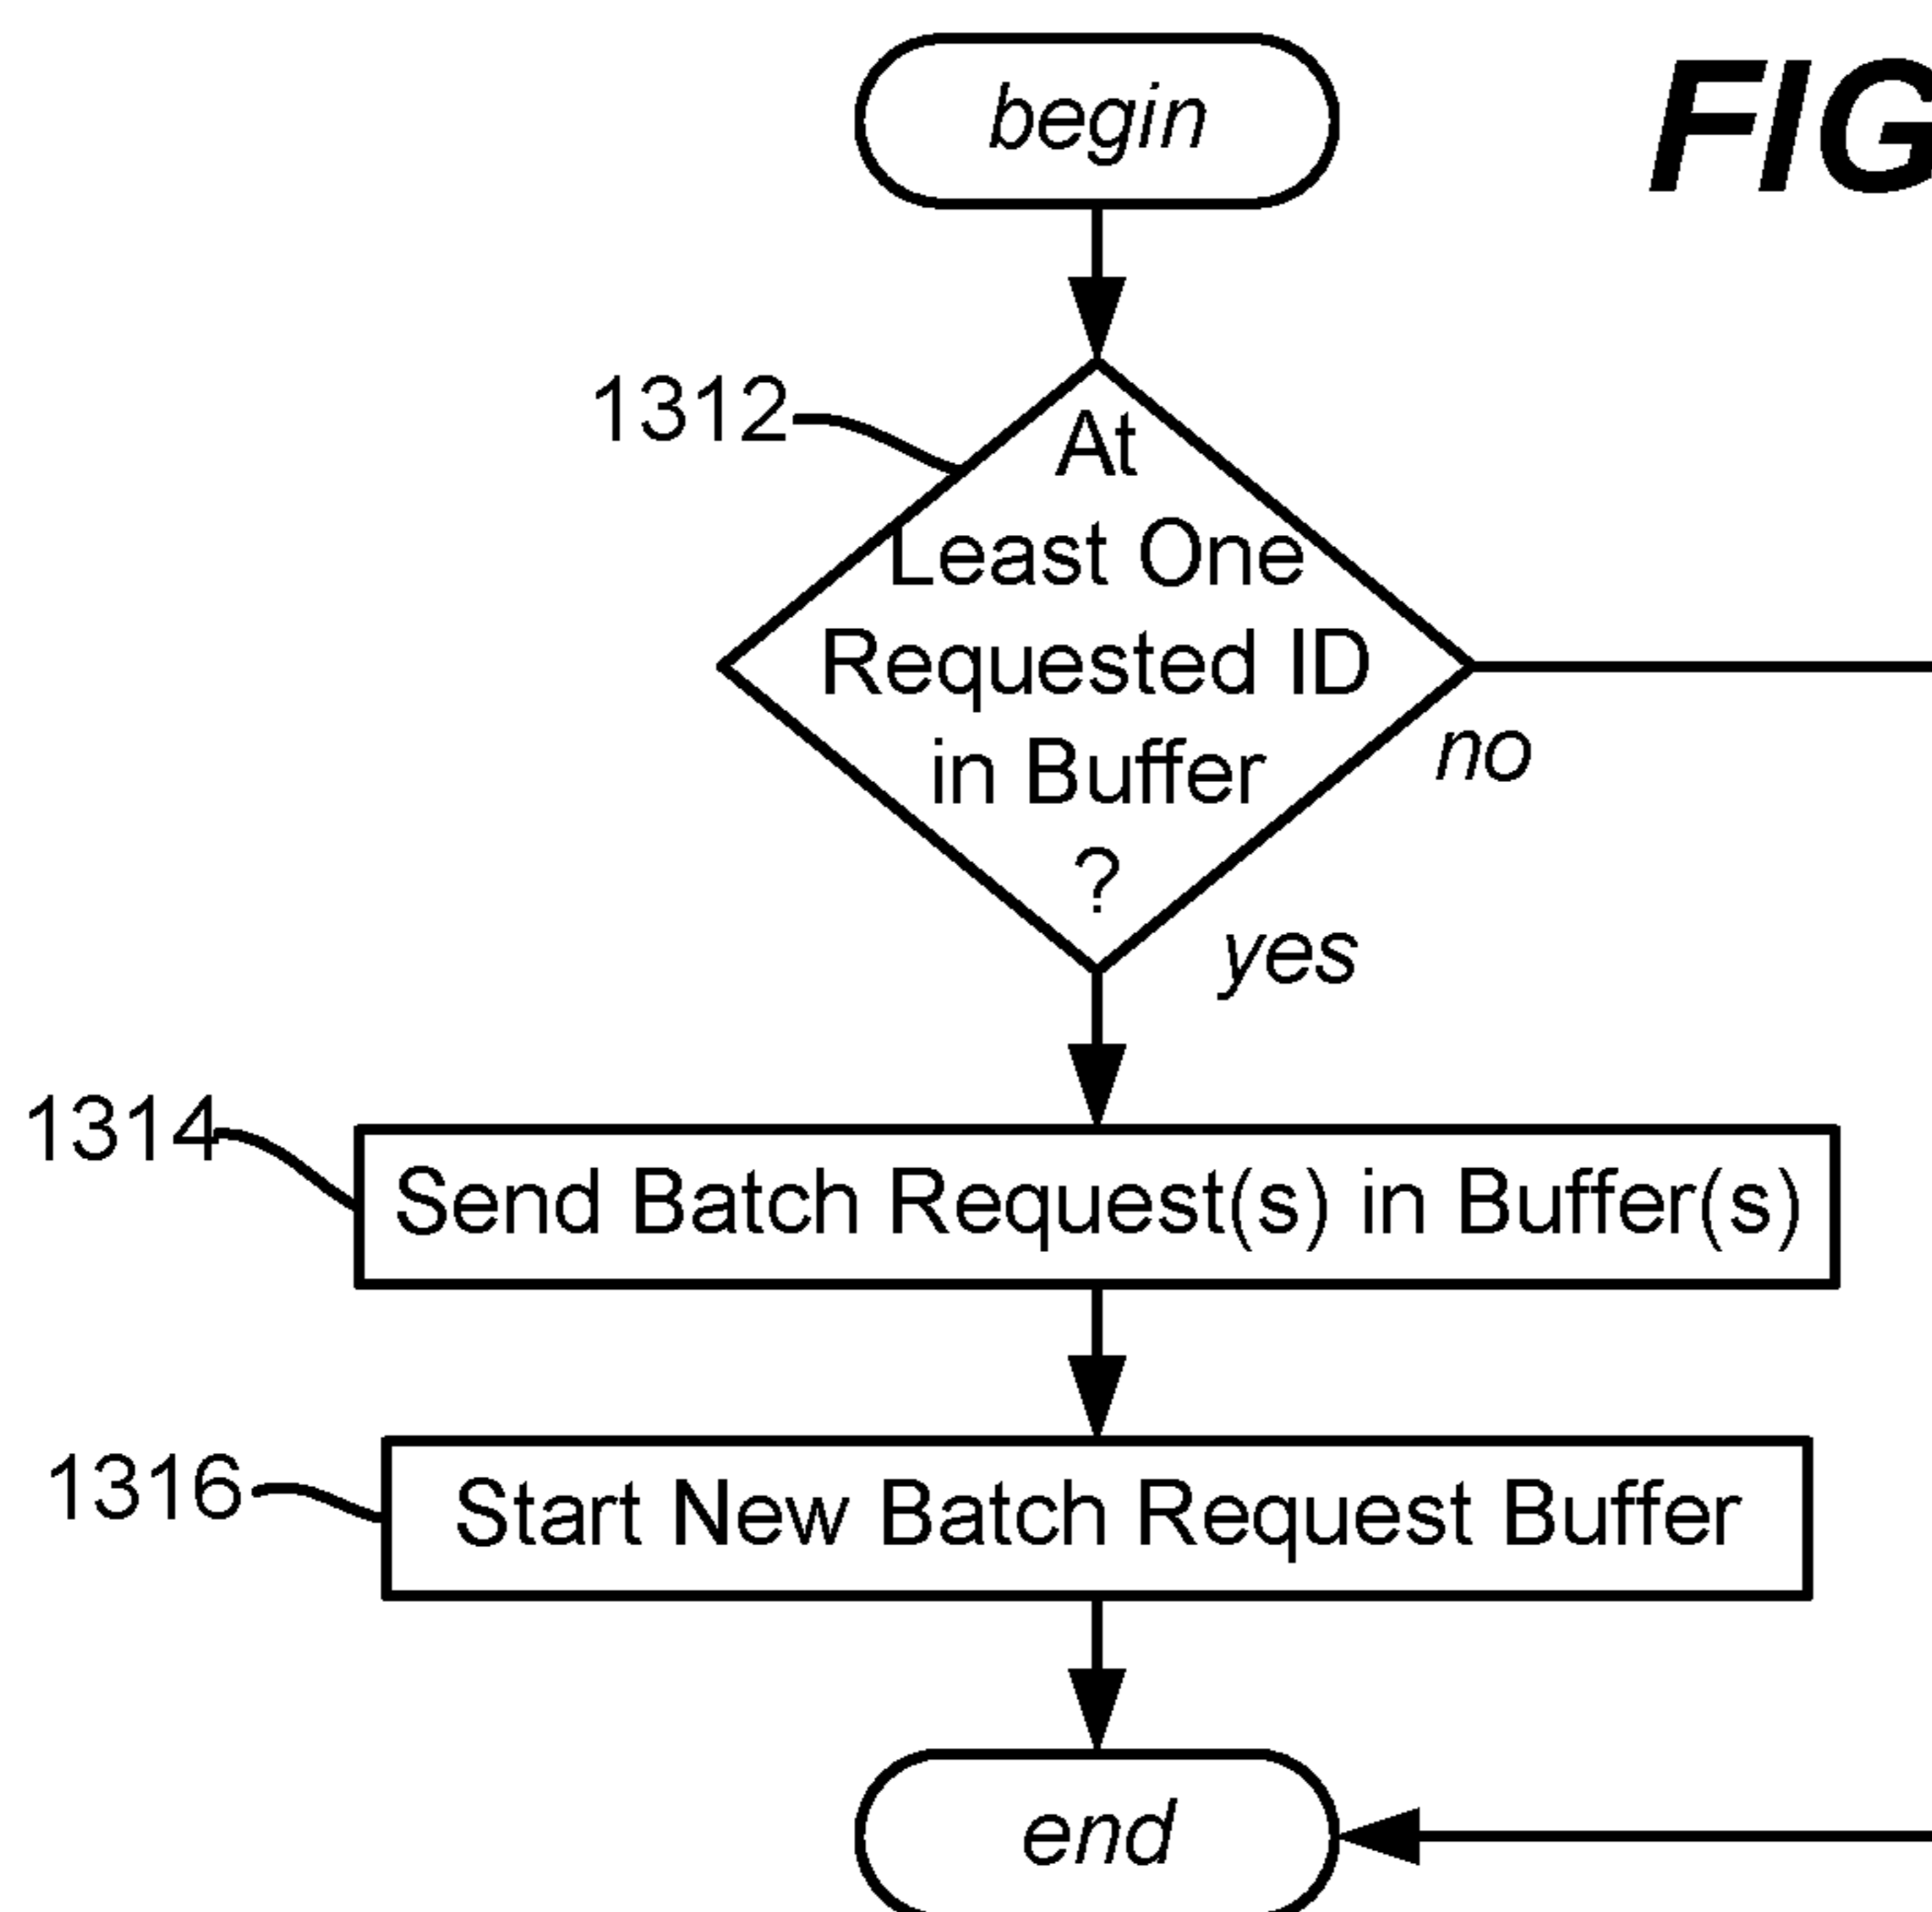 begin
FIG
1312
At
Least One
Requested ID
in Buffer
?
no
yes
1314
Send Batch Request(s) in Buffer(s)
1316
Start New Batch Request Buffer
end